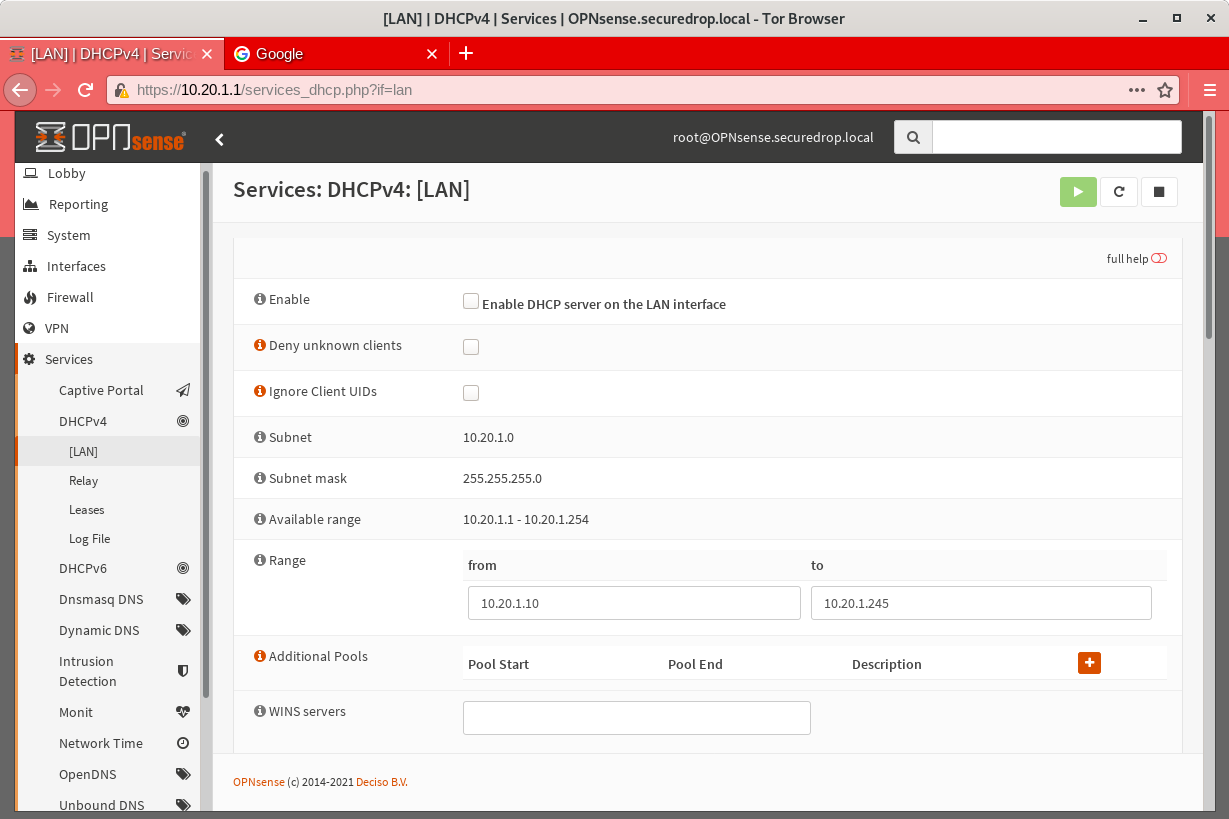 [LAN] | DHCPv4 | Services | OPNsense.securedrop.local - Tor Browser
[LAN] | DHCPv4 | Servic
Google
https://10.20.1.1/services_dhcp.php?if=lan
OPNsense
root@OPNsense.securedrop.local
Lobby
Reporting
System
Interfaces
Firewall
VPN
Services
Captive Portal
DHCPv4
[LAN]
Relay
Leases
Log File
DHCPv6
Dnsmasq DNS
Dynamic DNS
Intrusion
Detection
Monit
Network Time
OpenDNS
Unbound DNS
Services: DHCPv4: [LAN]
full help
Enable
Enable DHCP server on the LAN interface
Deny unknown clients
Ignore Client UIDs
Subnet
10.20.1.0
Subnet mask
255.255.255.0
Available range
10.20.1.1 - 10.20.1.254
Range
from
to
10.20.1.10
10.20.1.245
Additional Pools
Pool Start
Pool End
Description
WINS servers
OPNsense (c) 2014-2021 Deciso B.V.